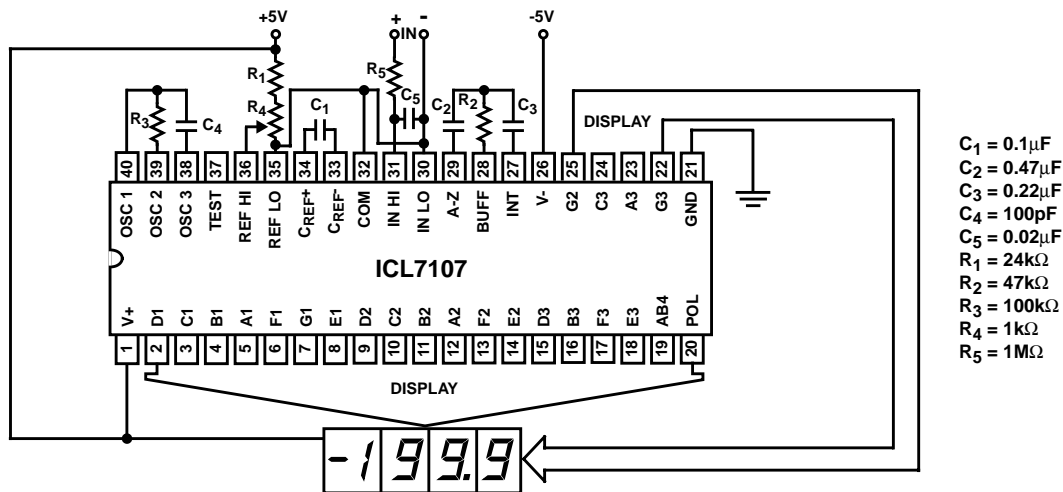 +5V
+ -
IN
-5V
R1
R5
C5
R4
C1
C2 R2 C3
R3 C4
DISPLAY
40 39 38 37 36 35 34 33 32 31 30 29 28 27 26 25 24 23 22 21
OSC 1 OSC 2 OSC 3 TEST REF HI REF LO CREF+ CREF- COM IN HI IN LO A-Z BUFF INT V- G2 C3 A3 G3 GND
ICL7107
V+ D1 C1 B1 A1 F1 G1 E1 D2 C2 B2 A2 F2 E2 D3 B3 F3 E3 AB4 POL
1 2 3 4 5 6 7 8 9 10 11 12 13 14 15 16 17 18 19 20
DISPLAY
-199.9
C1 = 0.1μF
C2 = 0.47μF
C3 = 0.22μF
C4 = 100pF
C5 = 0.02μF
R1 = 24kΩ
R2 = 47kΩ
R3 = 100kΩ
R4 = 1kΩ
R5 = 1MΩ